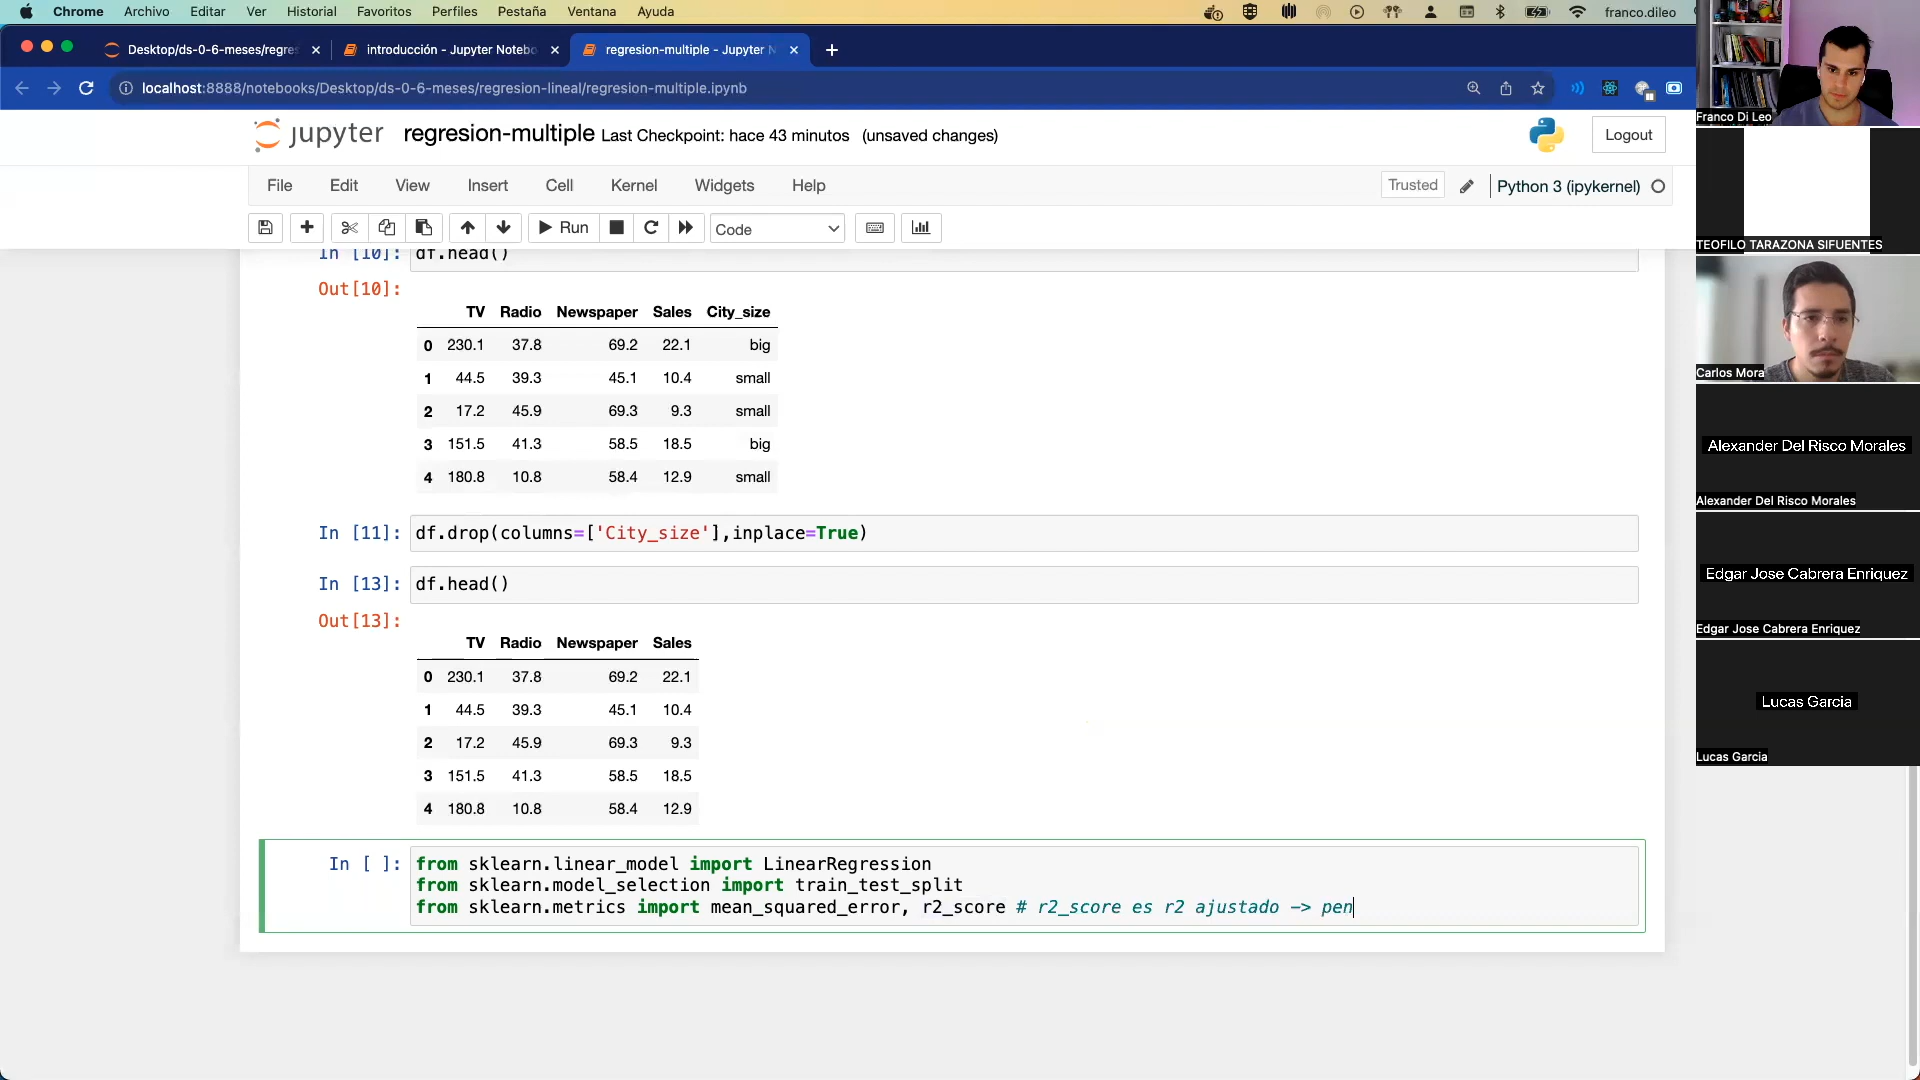 Chrome Archivo Editar Ver Historial Favoritos Perfiles Pestaña Ventana Ayuda franco.dileo
Desktop/ds-0-6-meses/regres introducción - Jupyter Notebo regresion-multiple - Jupyter N
localhost:8888/notebooks/Desktop/ds-0-6-meses/regresion-lineal/regresion-multiple.ipynb
jupyter regresion-multiple Last Checkpoint: hace 43 minutos (unsaved changes) Logout
File Edit View Insert Cell Kernel Widgets Help Trusted Python 3 (ipykernel)
Run Code
In [10]: df.head()
Out[10]:
TV Radio Newspaper Sales City_size
0 230.1 37.8 69.2 22.1 big
1 44.5 39.3 45.1 10.4 small
2 17.2 45.9 69.3 9.3 small
3 151.5 41.3 58.5 18.5 big
4 180.8 10.8 58.4 12.9 small
In [11]: df.drop(columns=['City_size'],inplace=True)
In [13]: df.head()
Out[13]:
TV Radio Newspaper Sales
0 230.1 37.8 69.2 22.1
1 44.5 39.3 45.1 10.4
2 17.2 45.9 69.3 9.3
3 151.5 41.3 58.5 18.5
4 180.8 10.8 58.4 12.9
In [ ]: from sklearn.linear_model import LinearRegression
from sklearn.model_selection import train_test_split
from sklearn.metrics import mean_squared_error, r2_score # r2_score es r2 ajustado -> pen
Franco Di Leo
TEOFILO TARAZONA SIFUENTES
Carlos Mora
Alexander Del Risco Morales
Alexander Del Risco Morales
Edgar Jose Cabrera Enriquez
Edgar Jose Cabrera Enriquez
Lucas Garcia
Lucas Garcia